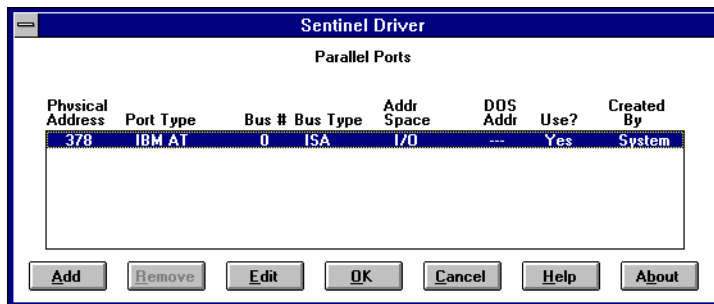 Sentinel Driver
Parallel Ports
Physical Address Port Type Bus # Bus Type Addr Space DOS Addr Use? Created By
378 IBM AT 0 ISA I/O --- Yes System
Add Remove Edit OK Cancel Help About